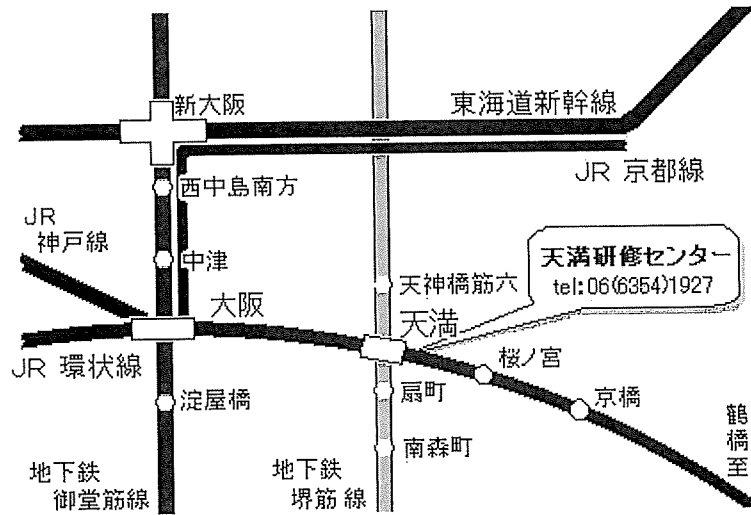 新大阪
東海道新幹線
JR 京都線
西中島南方
JR
神戸線
中津
天満研修センター
tel:06(6354)1927
大阪
天神橋筋六
天満
JR 環状線
桜ノ宮
淀屋橋
扇町
京橋
南森町
鶴橋至
地下鉄
御堂筋線
地下鉄
堺筋線